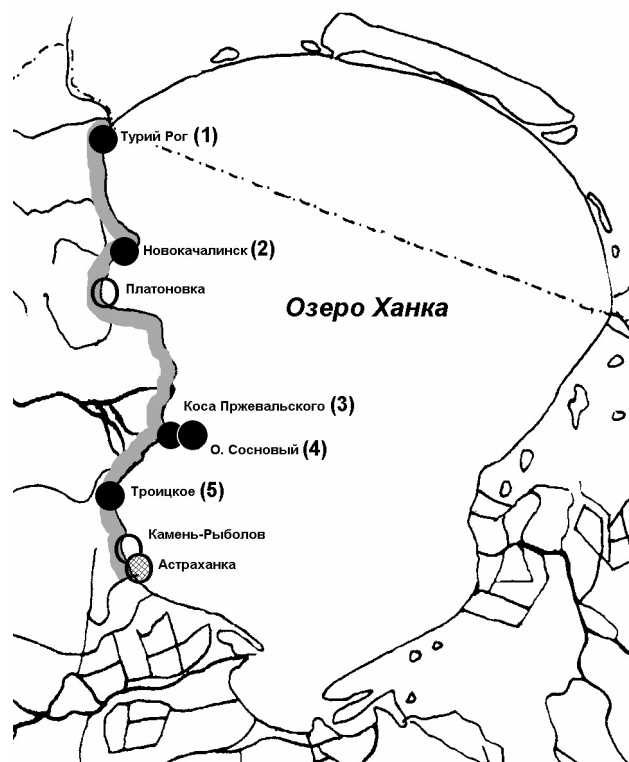 Турий Рог (1)
Новокачалинск (2)
Платоновка
Озеро Ханка
Коса Пржевальского (3)
О. Сосновый (4)
Троицкое (5)
Камень-Рыболов
Астраханка